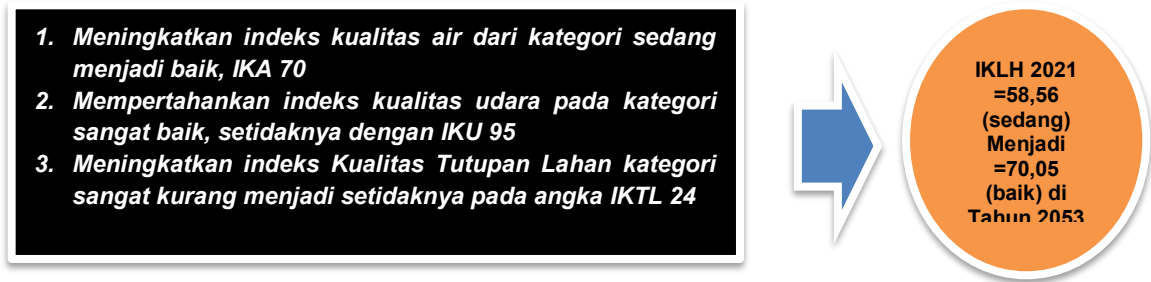 1. Meningkatkan indeks kualitas air dari kategori sedang
menjadi baik, IKA 70
2. Mempertahankan indeks kualitas udara pada kategori
sangat baik, setidaknya dengan IKU 95
3. Meningkatkan indeks Kualitas Tutupan Lahan kategori
sangat kurang menjadi setidaknya pada angka IKTL 24
IKLH 2021
=58,56
(sedang)
Menjadi
=70,05
(baik) di
Tahun 2053